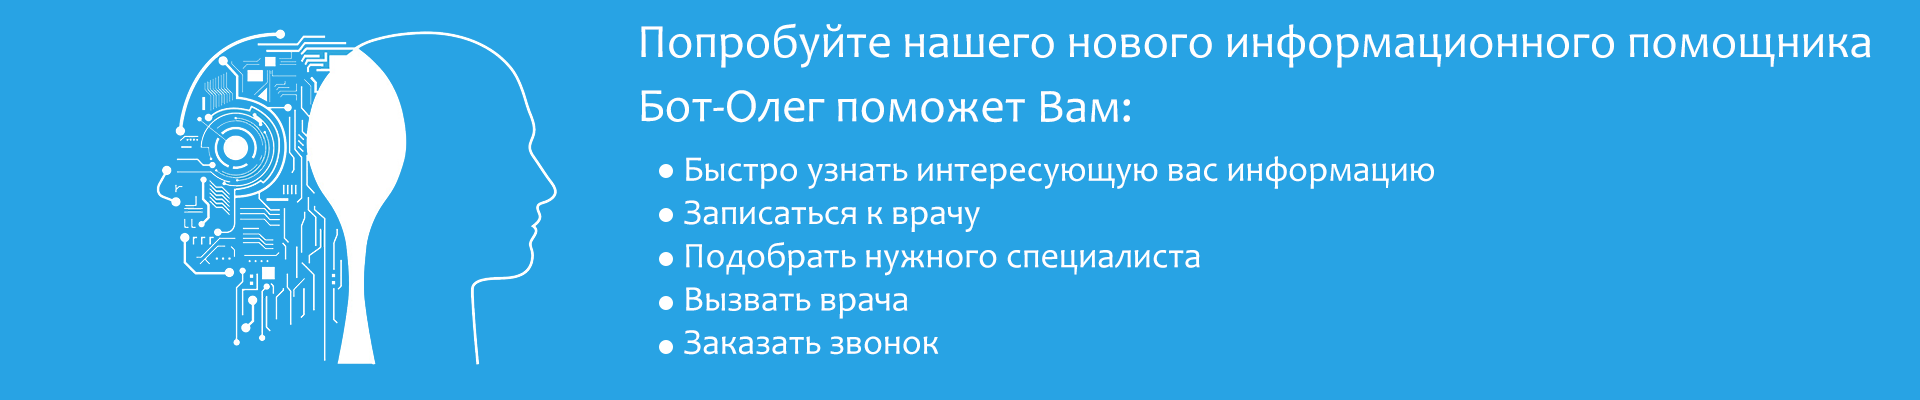 Попробуйте нашего нового информационного помощника
Бот-Олег поможет Вам:
• Быстро узнать интересующую вас информацию
• Записаться к врачу
• Подобрать нужного специалиста
• Вызвать врача
• Заказать звонок